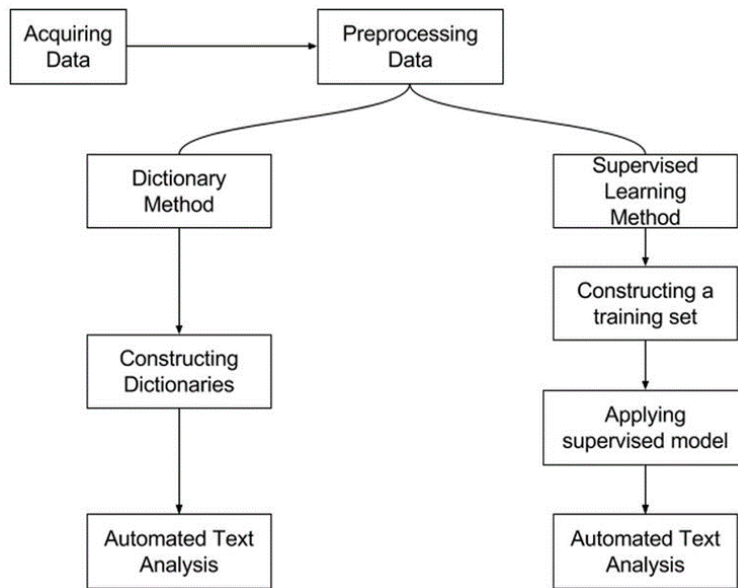 Acquiring
Data
Preprocessing
Data
Dictionary
Method
Supervised
Learning
Method
Constructing a
training set
Constructing
Dictionaries
Applying
supervised model
Automated Text
Analysis
Automated Text
Analysis